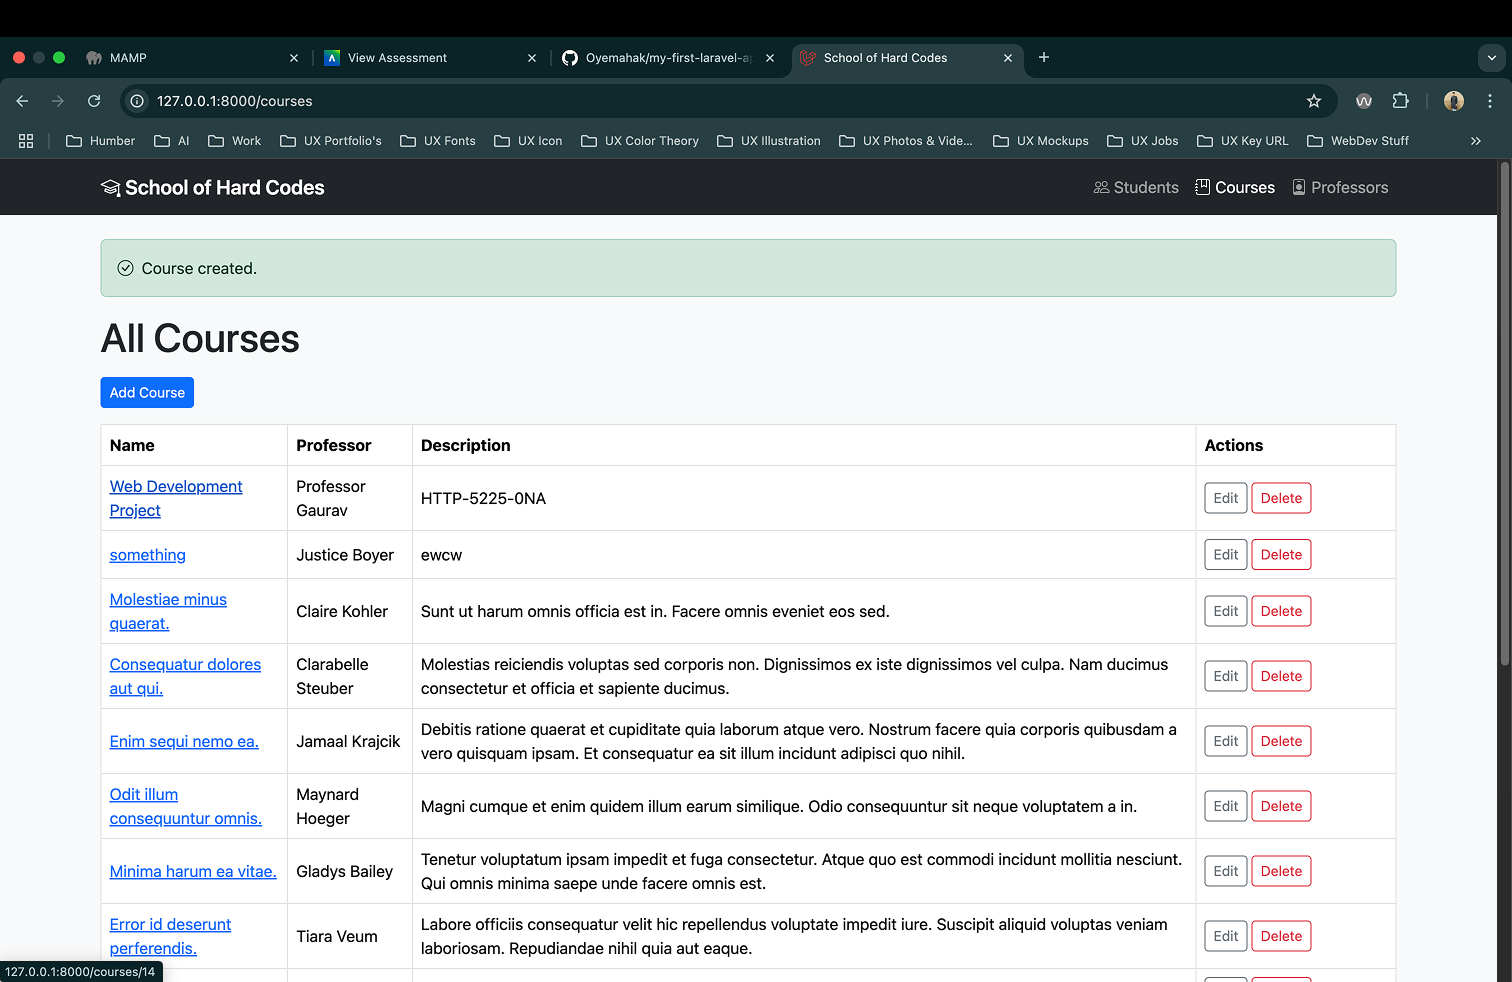 MAMP
View Assessment
Oyemahak/my-first-laravel-ap
School of Hard Codes
127.0.0.1:8000/courses
Humber
AI
Work
UX Portfolio's
UX Fonts
UX Icon
UX Color Theory
UX Illustration
UX Photos & Vide...
UX Mockups
UX Jobs
UX Key URL
WebDev Stuff
School of Hard Codes
Students
Courses
Professors
Course created.
All Courses
Add Course
Name
Professor
Description
Actions
Web Development
Project
Professor
Gaurav
HTTP-5225-0NA
Edit
Delete
something
Justice Boyer
ewcw
Edit
Delete
Molestiae minus
quaerat.
Claire Kohler
Sunt ut harum omnis officia est in. Facere omnis eveniet eos sed.
Edit
Delete
Consequatur dolores
aut qui.
Clarabelle
Steuber
Molestias reiciendis voluptas sed corporis non. Dignissimos ex iste dignissimos vel culpa. Nam ducimus
consectetur et officia et sapiente ducimus.
Edit
Delete
Enim sequi nemo ea.
Jamaal Krajcik
Debitis ratione quaerat et cupiditate quia laborum atque vero. Nostrum facere quia corporis quibusdam a
vero quisquam ipsam. Et consequatur ea sit illum incidunt adipisci quo nihil.
Edit
Delete
Odit illum
consequuntur omnis.
Maynard
Hoeger
Magni cumque et enim quidem illum earum similique. Odio consequuntur sit neque voluptatem a in.
Edit
Delete
Minima harum ea vitae.
Gladys Bailey
Tenetur voluptatum ipsam impedit et fuga consectetur. Atque quo est commodi incidunt mollitia nesciunt.
Qui omnis minima saepe unde facere omnis est.
Edit
Delete
Error id deserunt
perferendis.
Tiara Veum
Labore officiis consequatur velit hic repellendus voluptate impedit iure. Suscipit aliquid voluptas veniam
laboriosam. Repudiandae nihil quia aut eaque.
Edit
Delete
127.0.0.1:8000/courses/14